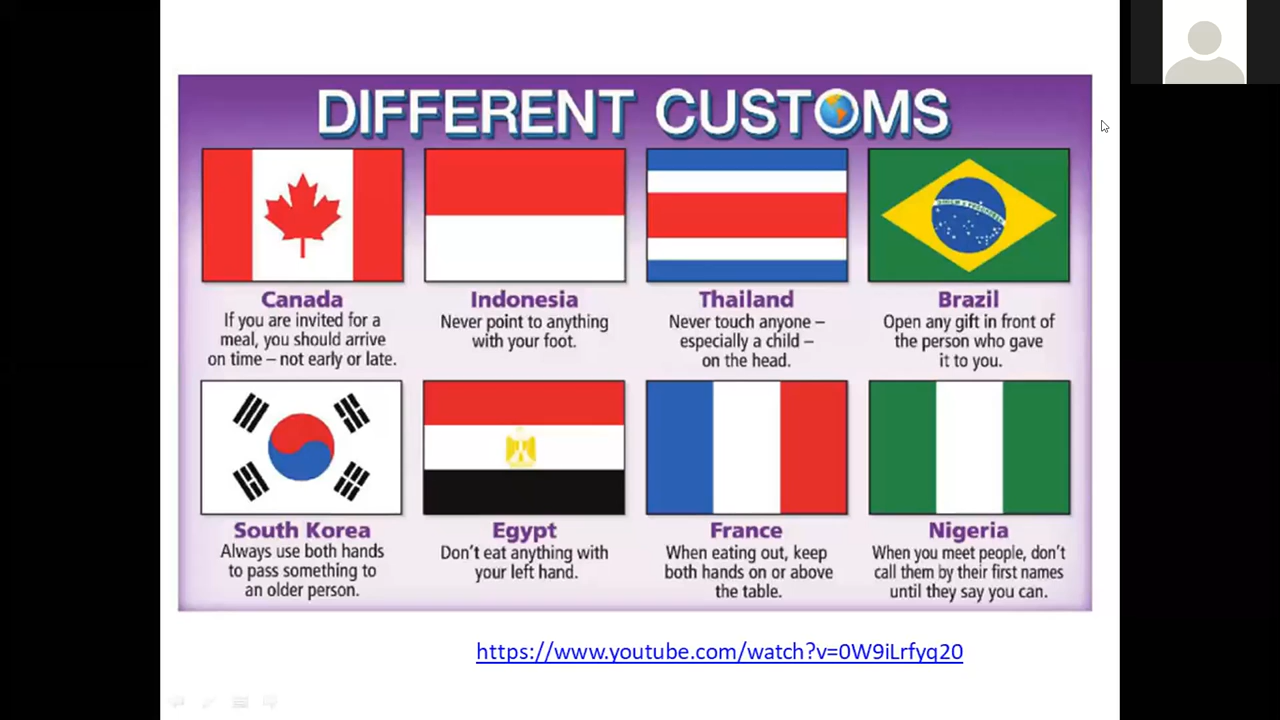 DIFFERENT CUSTOMS
Canada
If you are invited for a
meal, you should arrive
on time – not early or late.
Indonesia
Never point to anything
with your foot.
Thailand
Never touch anyone –
especially a child –
on the head.
Brazil
Open any gift in front of
the person who gave
it to you.
South Korea
Always use both hands
to pass something to
an older person.
Egypt
Don't eat anything with
your left hand.
France
When eating out, keep
both hands on or above
the table.
Nigeria
When you meet people, don't
call them by their first names
until they say you can.
https://www.youtube.com/watch?v=0W9iLrfyq20